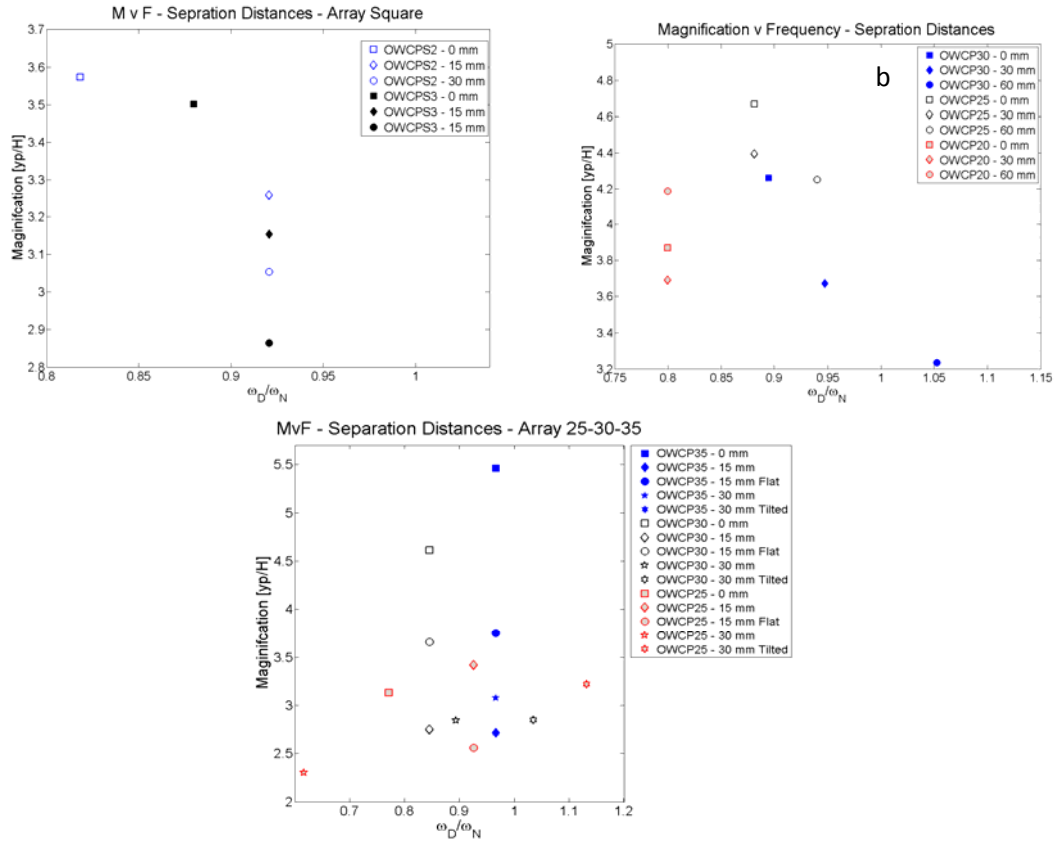 M v F - Sepration Distances - Array Square
3.7
3.6
3.5
3.4
3.3
3.2
3.1
3
2.9
2.8
Maginifcation [yp/H]
0.8
0.85
0.9
0.95
1
ωD/ωN
OWCPS2 - 0 mm
OWCPS2 - 15 mm
OWCPS2 - 30 mm
OWCPS3 - 0 mm
OWCPS3 - 15 mm
OWCPS3 - 15 mm
Magnification v Frequency - Sepration Distances
b
5
4.8
4.6
4.4
4.2
4
3.8
3.6
3.4
3.2
Maginifcation [yp/H]
0.75
0.8
0.85
0.9
0.95
1
1.05
1.1
1.15
ωD/ωN
OWCP30 - 0 mm
OWCP30 - 30 mm
OWCP30 - 60 mm
OWCP25 - 0 mm
OWCP25 - 30 mm
OWCP25 - 60 mm
OWCP20 - 0 mm
OWCP20 - 30 mm
OWCP20 - 60 mm
MvF - Separation Distances - Array 25-30-35
5.5
5
4.5
4
3.5
3
2.5
2
Maginifcation [yp/H]
0.7
0.8
0.9
1
1.1
1.2
ωD/ωN
OWCP35 - 0 mm
OWCP35 - 15 mm
OWCP35 - 15 mm Flat
OWCP35 - 30 mm
OWCP35 - 30 mm Tilted
OWCP30 - 0 mm
OWCP30 - 15 mm
OWCP30 - 15 mm Flat
OWCP30 - 30 mm
OWCP30 - 30 mm Tilted
OWCP25 - 0 mm
OWCP25 - 15 mm
OWCP25 - 15 mm Flat
OWCP25 - 30 mm
OWCP25 - 30 mm Tilted